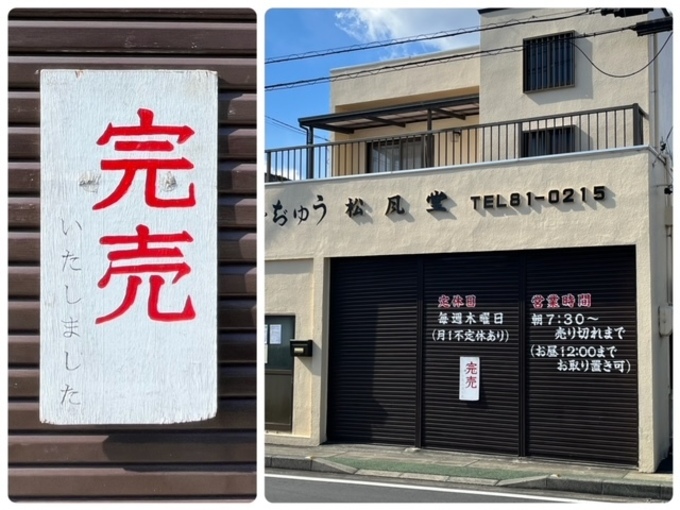 完売
いたしました
ぢゅう 松風堂 TEL81-0215
定休日
毎週木曜日
(月1不定休あり)
営業時間
朝7:30〜
売り切れまで
(お昼12:00まで
お取り置き可)
完売